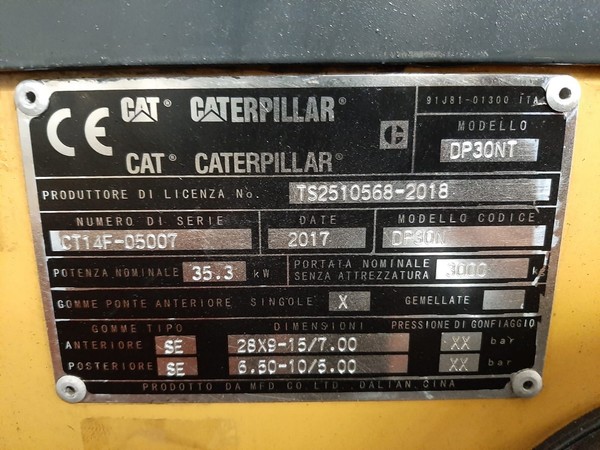 91J81-01300 ITA
CE CAT® CATERPILLAR®
CAT® CATERPILLAR®
MODELLO
DP30NT
PRODUTTORE DI LICENZA No. TS2510568-2018
NUMERO DI SERIE DATE MODELLO CODICE
CT14F-05007 2017 DP30N
POTENZA NOMINALE 35.3 kW PORTATA NOMINALE SENZA ATTREZZATURA 3000 kg
GOMME PONTE ANTERIORE SINGOLE X GEMELLATE
GOMME TIPO DIMENSIONI PRESSIONE DI GONFIAGGIO
ANTERIORE SE 28X9-15/7.00 XX bar
POSTERIORE SE 6.50-10/5.00 XX bar
PRODOTTO DA MFD CO LTD., DALIAN, CINA